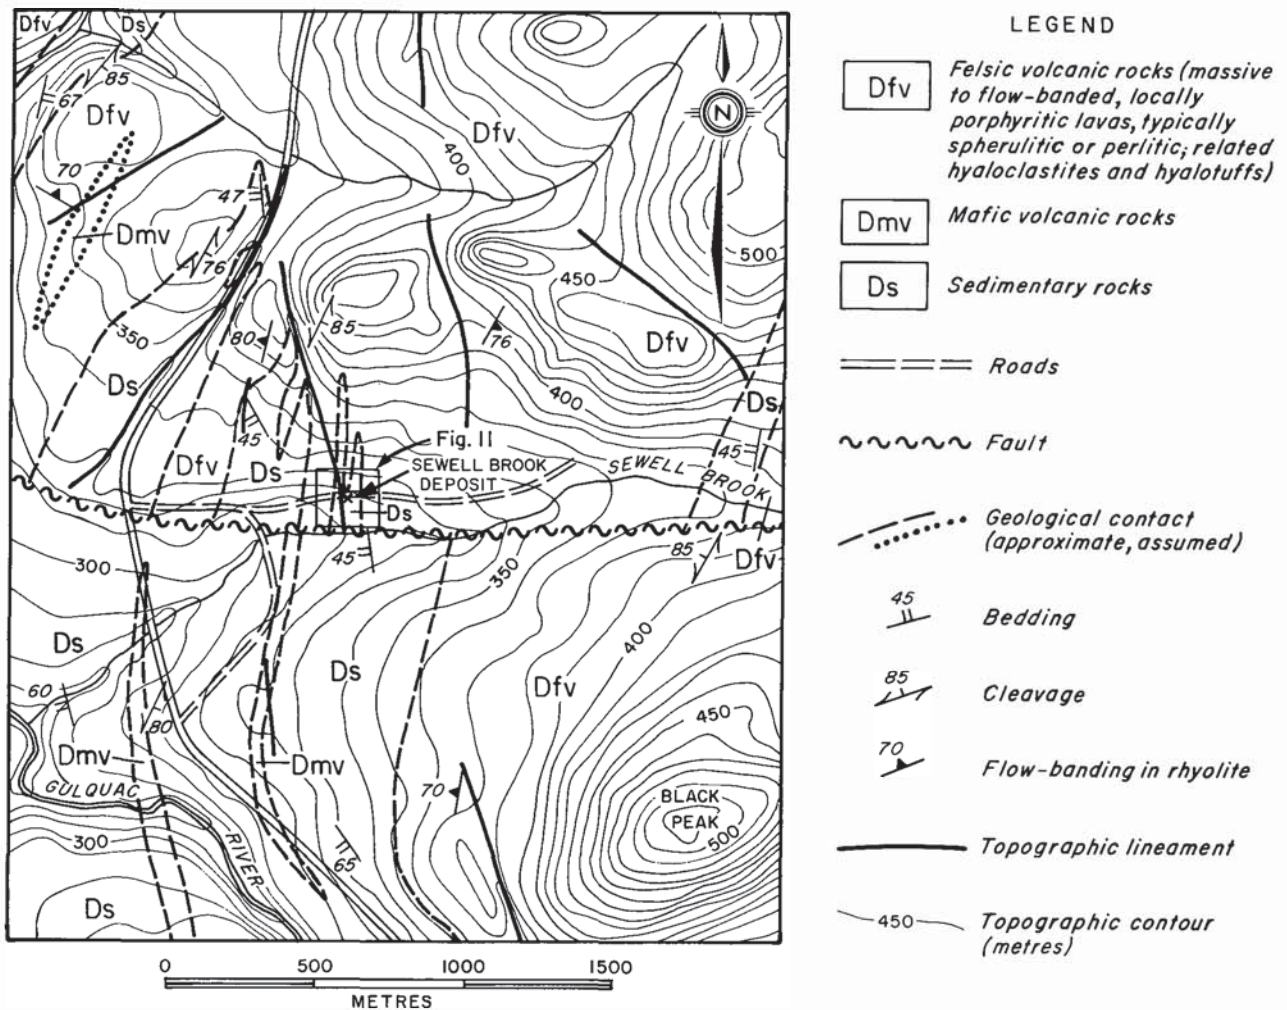 Dfv
Ds
85
67
Dfv
70
Dmv
47
76
350
Ds
80
85
45
Dfv
Ds
400
Dfv
N
500
450
76
Dfv
400
Ds
45
Fig. 11
SEWELL BROOK
DEPOSIT
SEWELL BROOK
Ds
45
300
350
85
Dfv
400
Ds
60
80
Dmv
GULQUAC
RIVER
300
Ds
Ds
Dmv
65
70
Dfv
450
BLACK
PEAK
500
0 500 1000 1500
METRES
LEGEND
Dfv
Felsic volcanic rocks (massive
to flow-banded, locally
porphyritic lavas, typically
spherulitic or perlitic; related
hyaloclastites and hyalotuffs)
Dmv
Mafic volcanic rocks
Ds
Sedimentary rocks
Roads
Fault
Geological contact
(approximate, assumed)
45
Bedding
85
Cleavage
70
Flow-banding in rhyolite
Topographic lineament
450
Topographic contour
(metres)